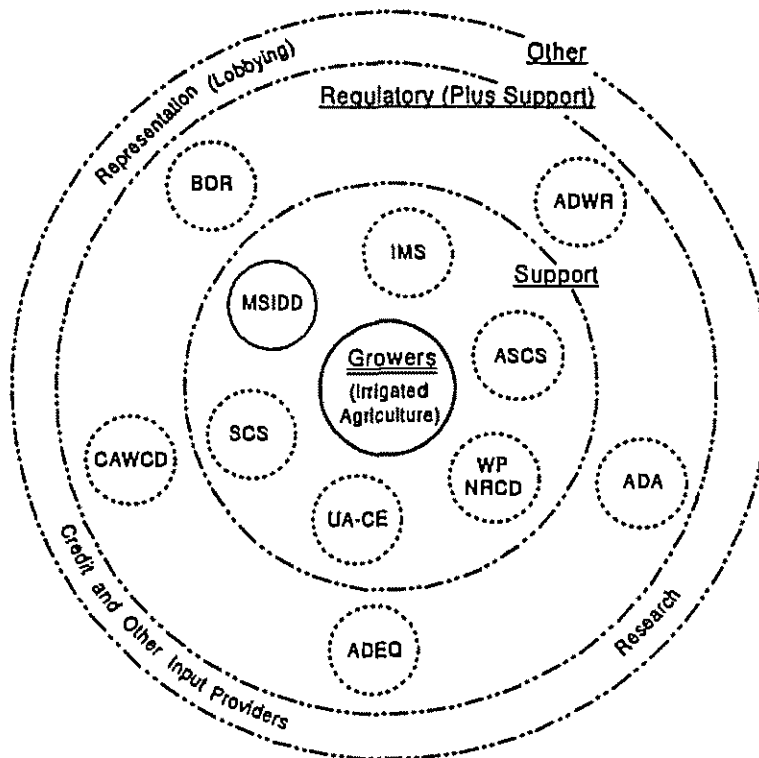 Other
Representation (Lobbying)
Regulatory (Plus Support)
BOR
ADWR
IMS
Support
MSIDD
Growers
(Irrigated
Agriculture)
ASCS
SCS
CAWCD
WP
NRCD
ADA
UA-CE
ADEQ
Research
Credit and Other Input Providers